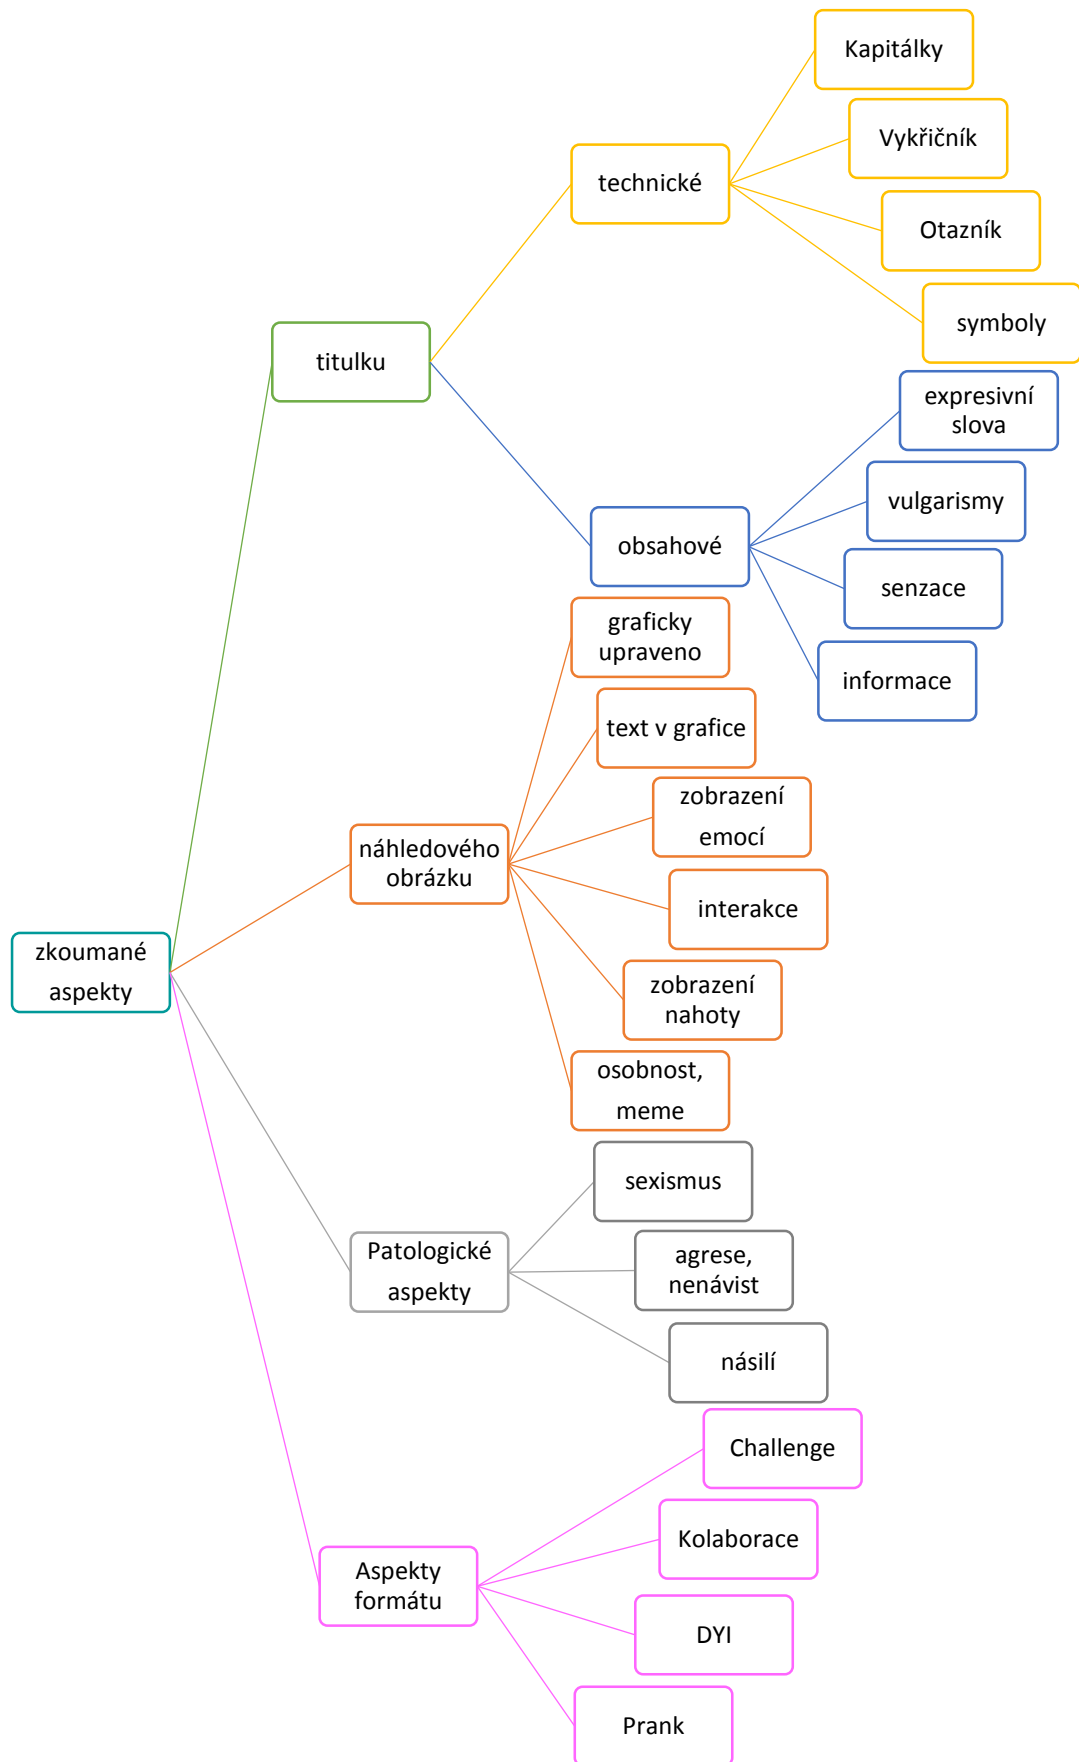 Kapitálky
Vykřičník
technické
Otazník
symboly
titulku
expresivní
slova
vulgarismy
obsahové
senzace
informace
graficky
upraveno
text v grafice
zobrazení
emocí
náhledového
obrázku
interakce
zobrazení
nahoty
osobnost,
meme
zkoumané
aspekty
sexismus
Patologické
aspekty
agrese,
nenávist
násilí
Challenge
Kolaborace
Aspekty
formátu
DYI
Prank